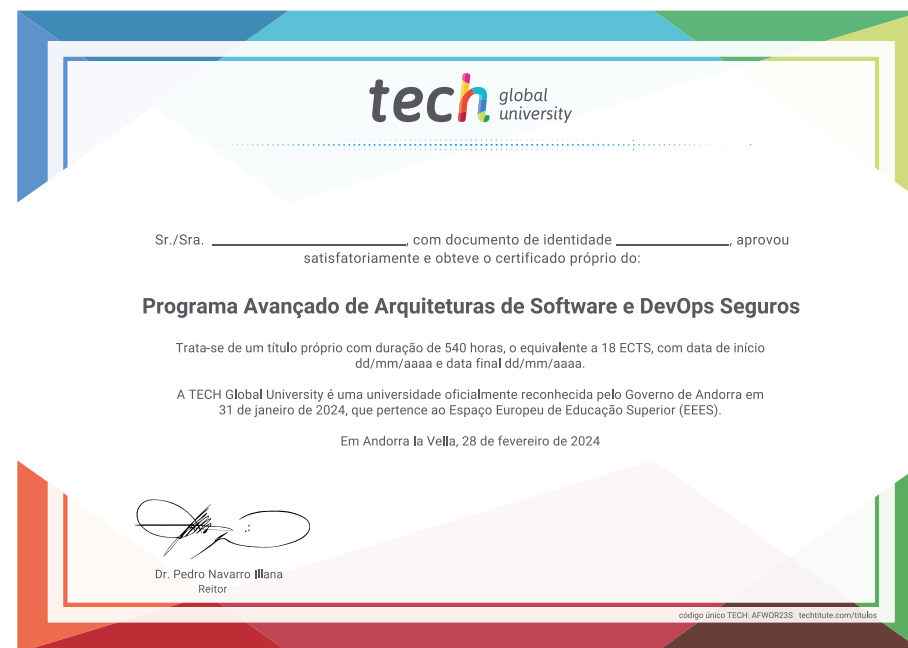 tech global university
Sr./Sra. ______________________, com documento de identidade _____________, aprovou
satisfatoriamente e obteve o certificado próprio do:
Programa Avançado de Arquiteturas de Software e DevOps Seguros
Trata-se de um título próprio com duração de 540 horas, o equivalente a 18 ECTS, com data de início
dd/mm/aaaa e data final dd/mm/aaaa.
A TECH Global University é uma universidade oficialmente reconhecida pelo Governo de Andorra em
31 de janeiro de 2024, que pertence ao Espaço Europeu de Educação Superior (EEES).
Em Andorra la Vella, 28 de fevereiro de 2024
Dr. Pedro Navarro Illana
Reitor
código único TECH: AFWOR23S techtitute.com/titulos